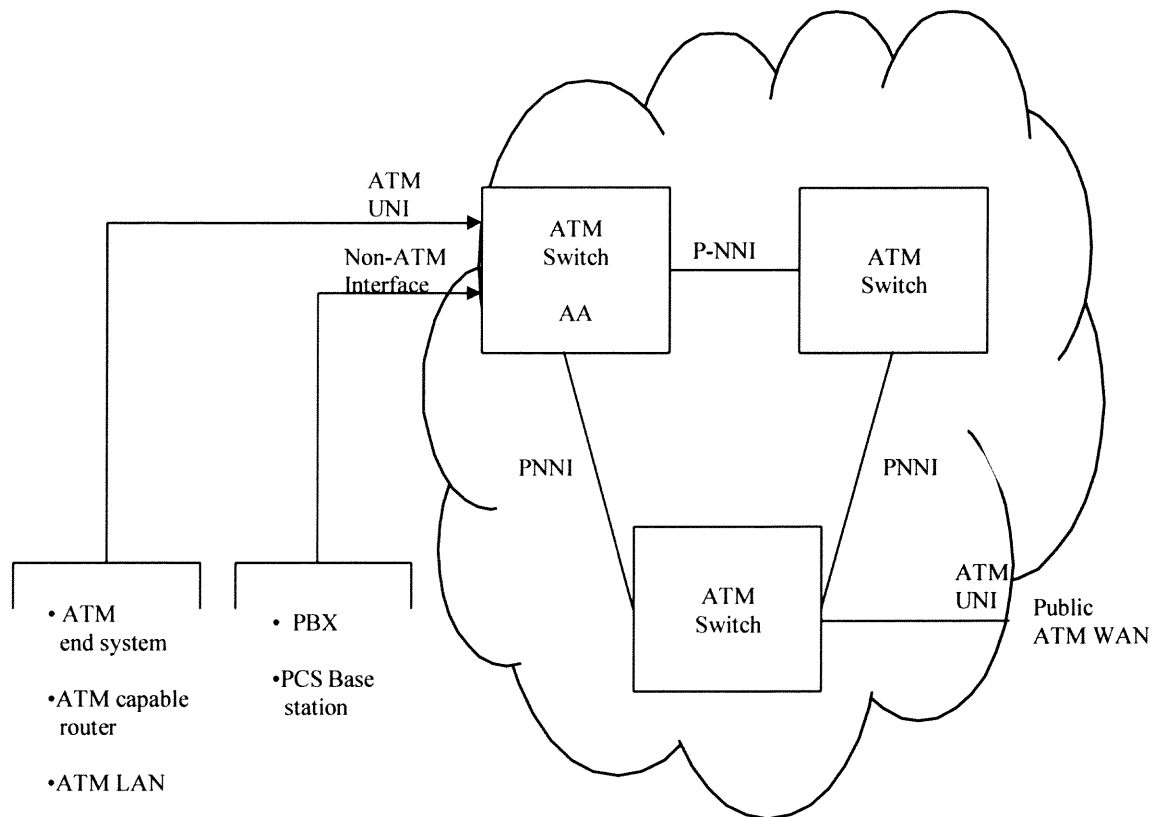 ATM
UNI
Non-ATM
Interface
ATM
Switch
AA
P-NNI
ATM
Switch
PNNI
PNNI
ATM
Switch
ATM
UNI
Public
ATM WAN
• ATM
end system
•ATM capable
router
•ATM LAN
• PBX
•PCS Base
station